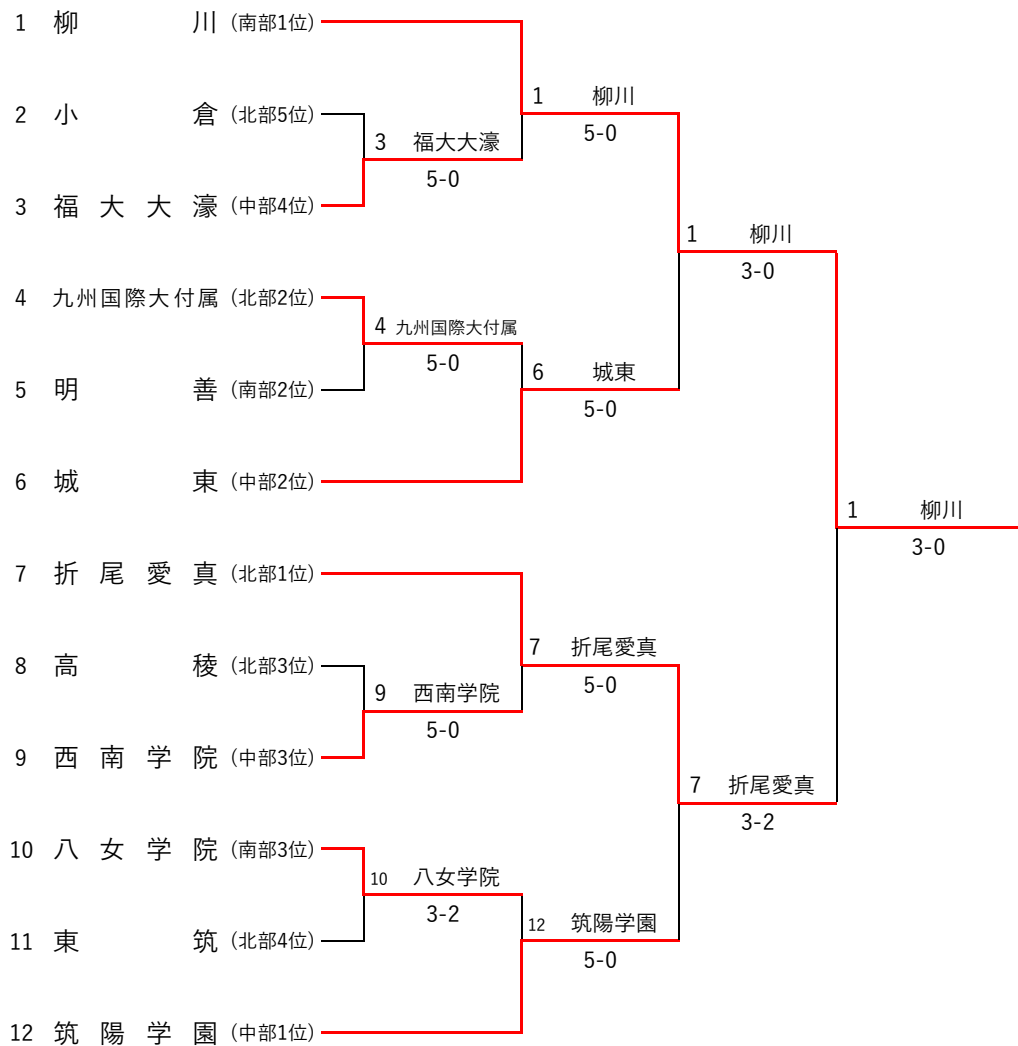 1 柳川 (南部1位)
1 柳川
2 小倉 (北部5位)
5-0
3 福大大濠
5-0
3 福大大濠 (中部4位)
1 柳川
3-0
4 九州国際大付属 (北部2位)
4 九州国際大付属
5-0
6 城東
5 明善 (南部2位)
5-0
6 城東 (中部2位)
1 柳川
3-0
7 折尾愛真 (北部1位)
7 折尾愛真
8 高稜 (北部3位)
5-0
9 西南学院
5-0
9 西南学院 (中部3位)
7 折尾愛真
3-2
10 八女学院 (南部3位)
10 八女学院
3-2
12 筑陽学園
11 東筑 (北部4位)
5-0
12 筑陽学園 (中部1位)